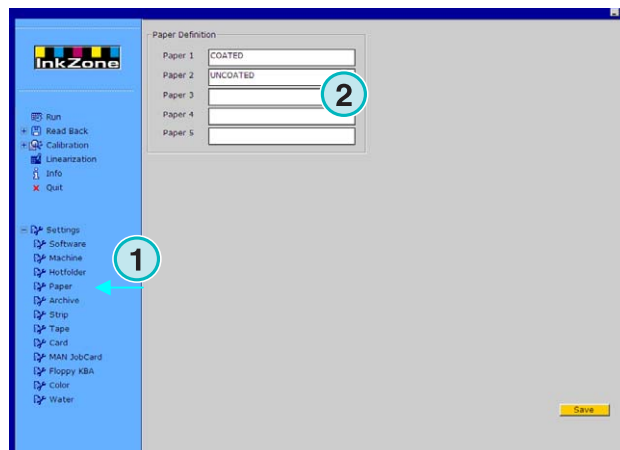 InkZone
Run
Read Back
Calibration
Linearization
Info
Quit
Settings
Software
Machine
Hotfolder
Paper
Archive
Strip
Tape
Card
MAN JobCard
Floppy KBA
Color
Water
1
Paper Definition
Paper 1 COATED
Paper 2 UNCOATED
Paper 3
Paper 4
Paper 5
2
Save